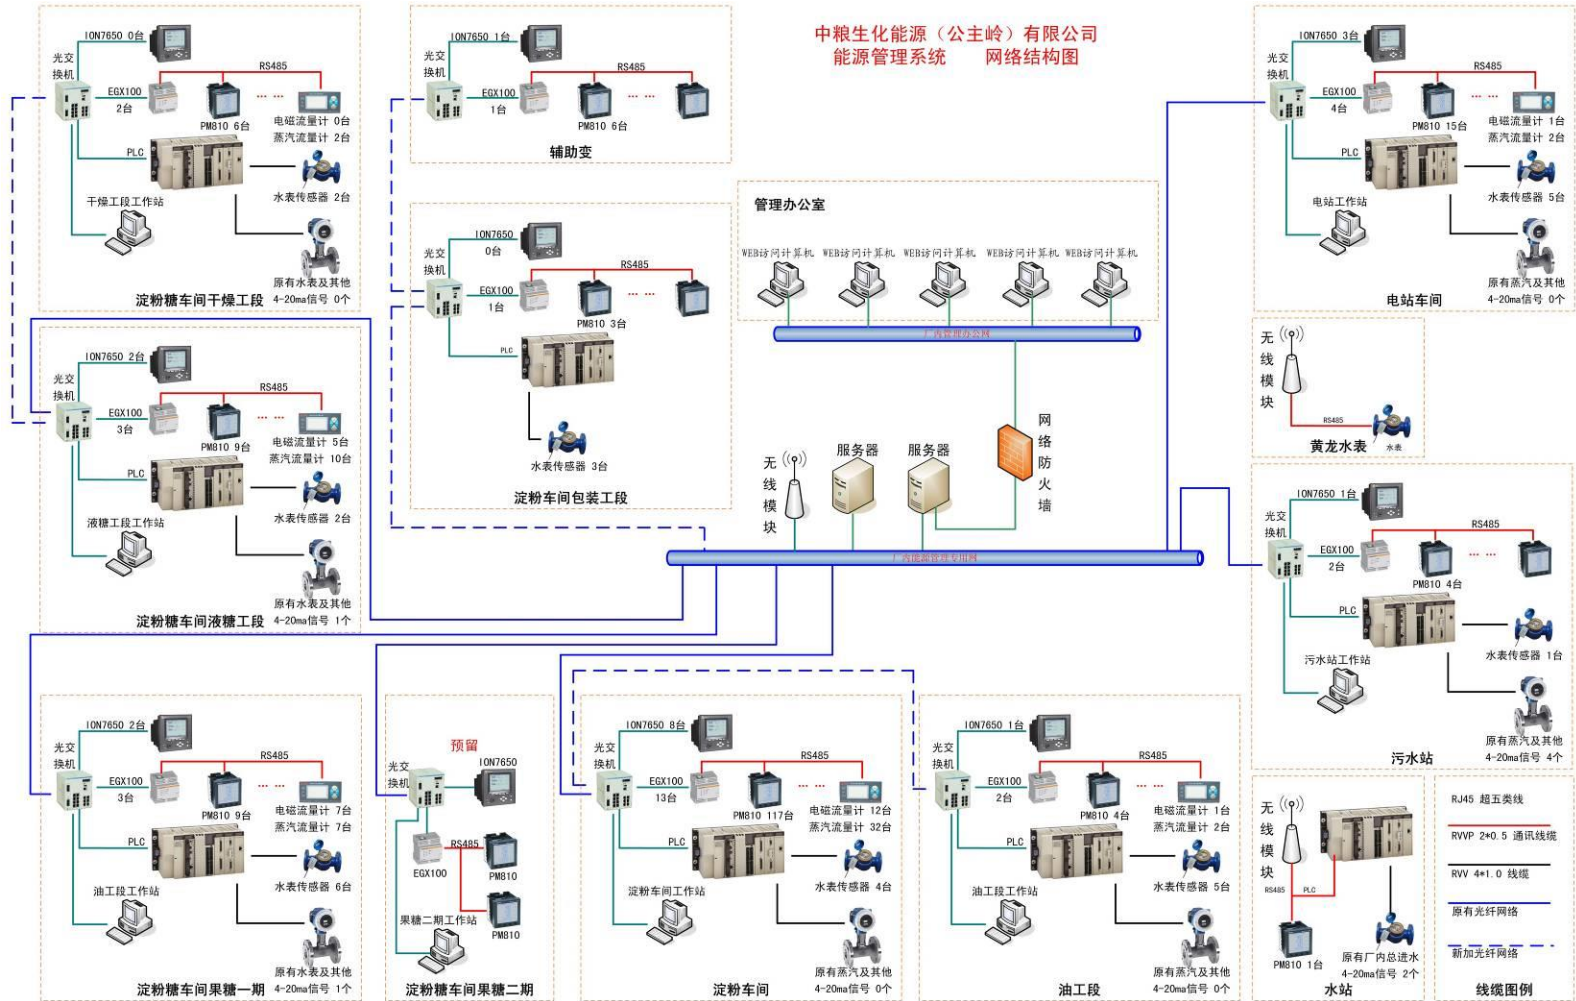 中粮生化能源（公主岭）有限公司
能源管理系统 网络结构图
ION7650 0台
光交
换机
RS485
EGX100
2台
... ...
PM810 6台
电磁流量计 0台
蒸汽流量计 2台
PLC
水表传感器 2台
干燥工段工作站
原有水表及其他
4-20ma信号 0个
淀粉糖车间干燥工段
ION7650 1台
光交
换机
RS485
EGX100
1台
... ...
PM810 6台
辅助变
ION7650
0台
光交
换机
RS485
EGX100
1台
... ...
PM810 3台
PLC
水表传感器 3台
淀粉车间包装工段
管理办公室
WEB访问计算机
WEB访问计算机
WEB访问计算机
WEB访问计算机
WEB访问计算机
厂内管理办公网
网络防火墙
服务器
服务器
无线模块
厂内能源管理专用网
ION7650 3台
光交
换机
RS485
EGX100
4台
... ...
PM810 15台
电磁流量计 1台
蒸汽流量计 2台
PLC
水表传感器 5台
电站工作站
原有蒸汽及其他
4-20ma信号 0个
电站车间
无线模块
RS485
水表
黄龙水表
ION7650 2台
光交
换机
RS485
EGX100
3台
... ...
PM810 9台
电磁流量计 5台
蒸汽流量计 10台
PLC
水表传感器 2台
液糖工段工作站
原有水表及其他
4-20ma信号 1个
淀粉糖车间液糖工段
ION7650 1台
光交
换机
RS485
EGX100
2台
... ...
PM810 4台
PLC
水表传感器 1台
污水站工作站
原有蒸汽及其他
4-20ma信号 4个
污水站
ION7650 2台
光交
换机
RS485
EGX100
3台
... ...
PM810 9台
电磁流量计 7台
蒸汽流量计 7台
PLC
水表传感器 6台
油工段工作站
原有水表及其他
4-20ma信号 1个
淀粉糖车间果糖一期
预留
光交
换机
ION7650
RS485
EGX100
PM810
PM810
果糖二期工作站
淀粉糖车间果糖二期
ION7650 8台
光交
换机
RS485
EGX100
13台
... ...
PM810 117台
电磁流量计 12台
蒸汽流量计 32台
PLC
水表传感器 4台
淀粉车间工作站
原有蒸汽及其他
4-20ma信号 0个
淀粉车间
ION7650 1台
光交
换机
RS485
EGX100
2台
... ...
PM810 4台
电磁流量计 1台
蒸汽流量计 2台
PLC
水表传感器 5台
油工段工作站
原有蒸汽及其他
4-20ma信号 0个
油工段
无线模块
RS485
PLC
PM810 1台
原有厂内总进水
4-20ma信号 2个
水站
RJ45 超五类线
RVVP 2*0.5 通讯线缆
RVV 4*1.0 线缆
原有光纤网络
新加光纤网络
线缆图例